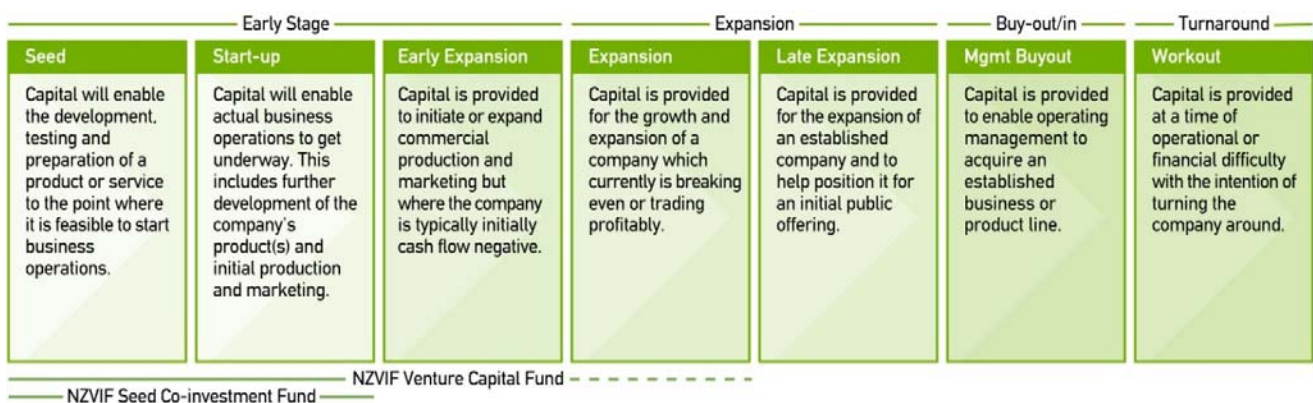 Early Stage
Expansion
Buy-out/in
Turnaround
Seed
Capital will enable
the development,
testing and
preparation of a
product or service
to the point where
it is feasible to start
business
operations.
Start-up
Capital will enable
actual business
operations to get
underway. This
includes further
development of the
company's
product(s) and
initial production
and marketing.
Early Expansion
Capital is provided
to initiate or expand
commercial
production and
marketing but
where the company
is typically initially
cash flow negative.
Expansion
Capital is provided
for the growth and
expansion of a
company which
currently is breaking
even or trading
profitably.
Late Expansion
Capital is provided
for the expansion of
an established
company and to
help position it for
an initial public
offering.
Mgmt Buyout
Capital is provided
to enable operating
management to
acquire an
established
business or
product line.
Workout
Capital is provided
at a time of
operational or
financial difficulty
with the intention of
turning the
company around.
NZVIF Venture Capital Fund
NZVIF Seed Co-investment Fund